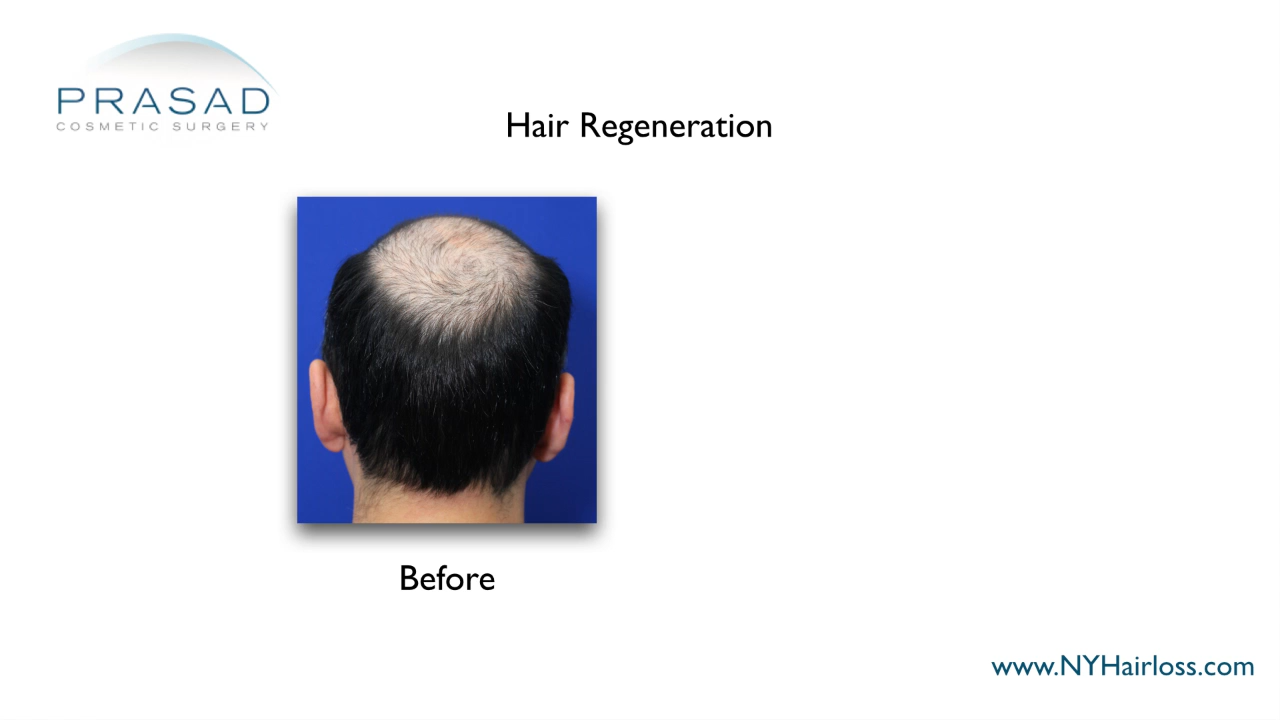 PRASAD
COSMETIC SURGERY
Hair Regeneration
Before
www.NYHairloss.com